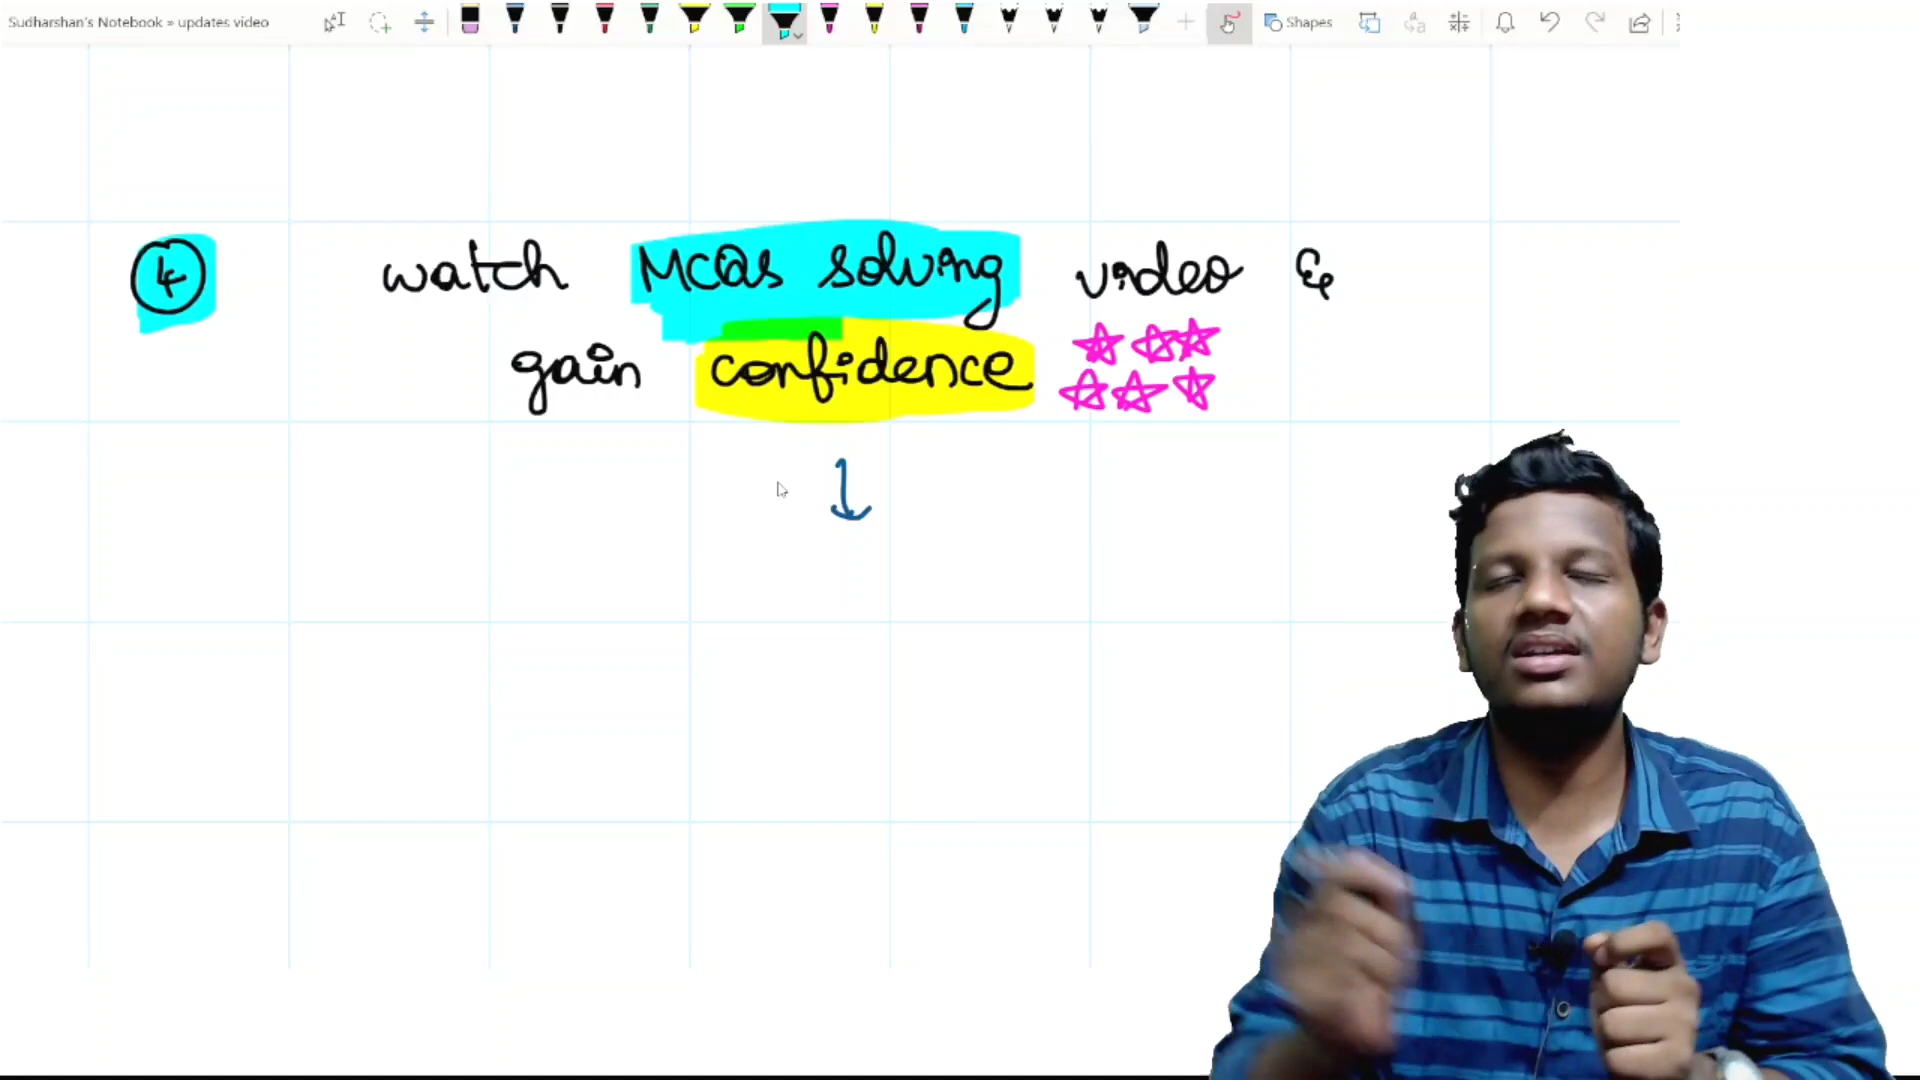 Sudharshan's Notebook » updates video
Shapes
4 watch MCQs solving video &
gain confidence